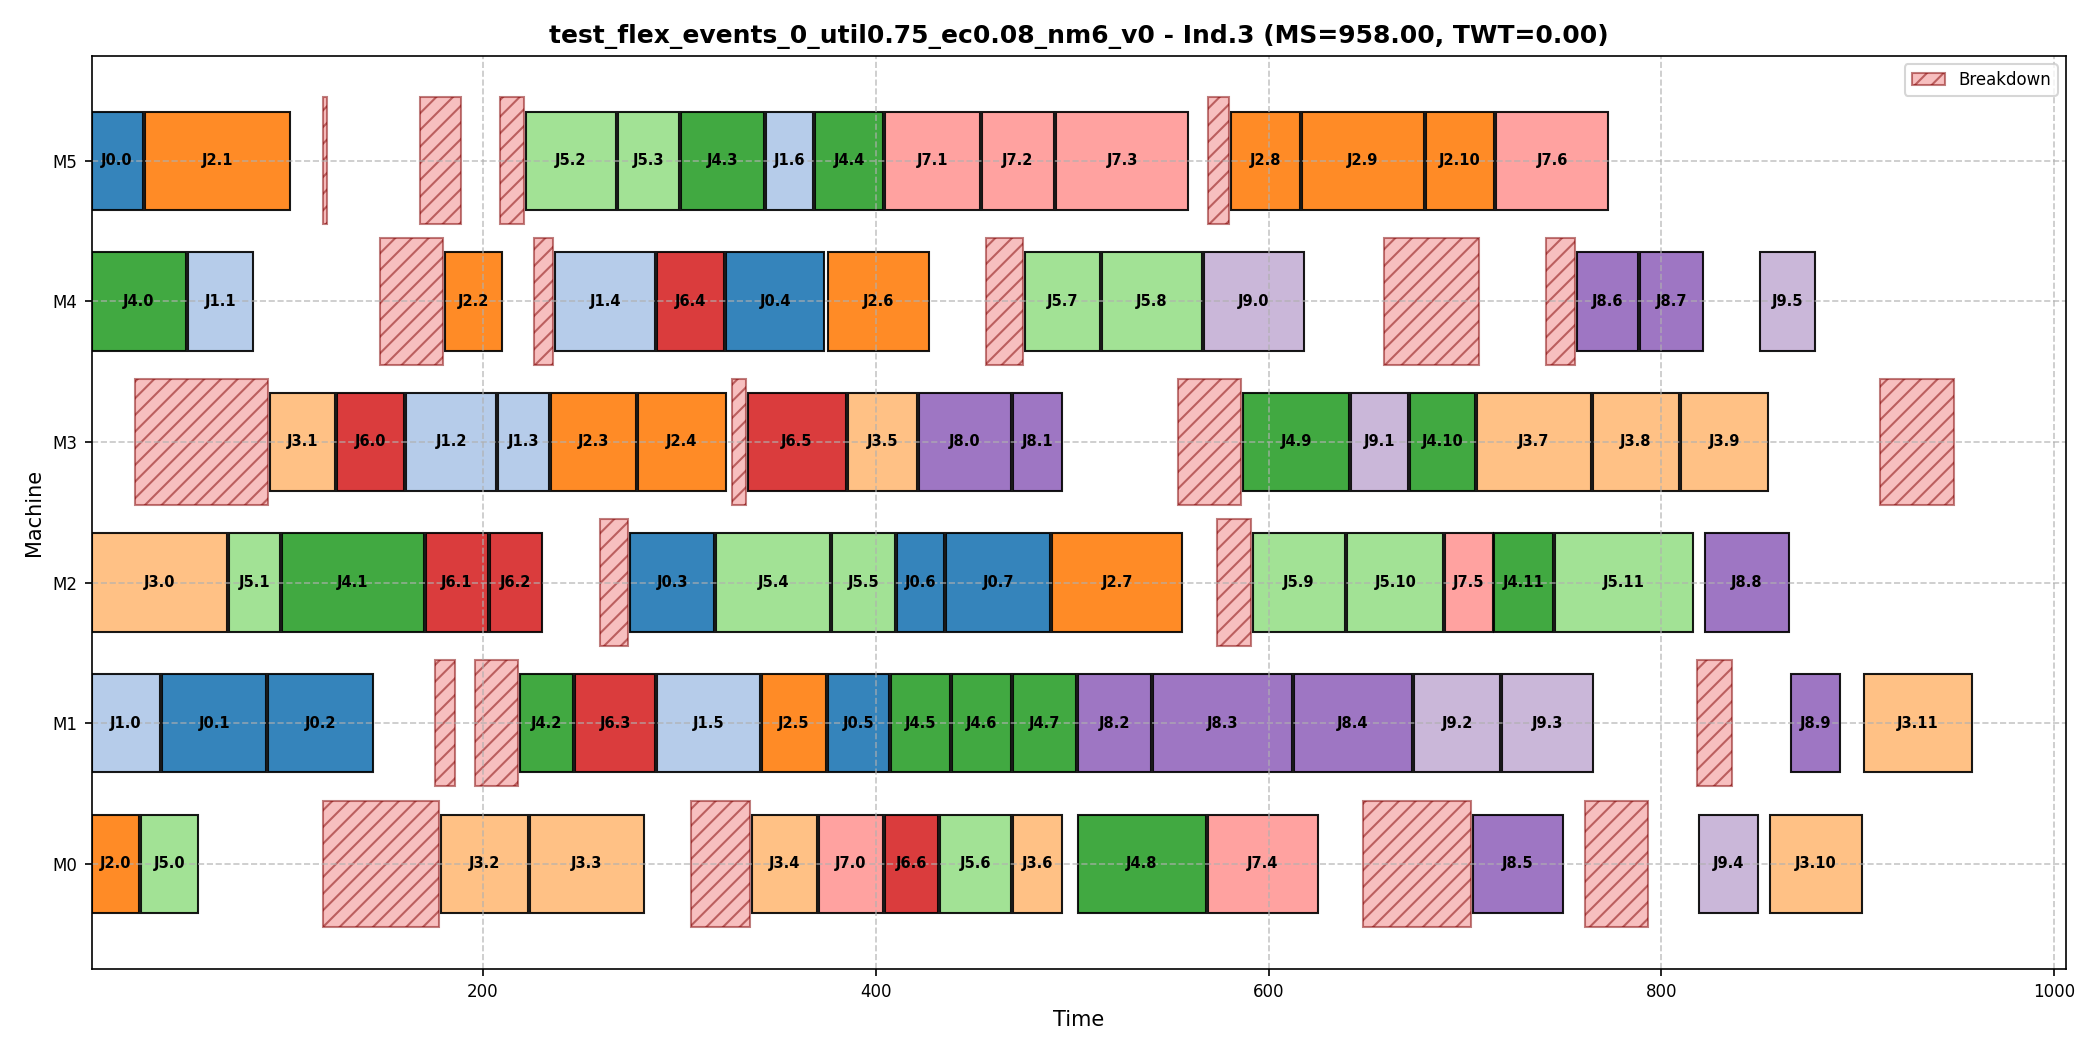 test_flex_events_0_util0.75_ec0.08_nm6_v0 - Ind.3 (MS=958.00, TWT=0.00)
Breakdown
M5 J0.0 J2.1 J5.2 J5.3 J4.3 J1.6 J4.4 J7.1 J7.2 J7.3 J2.8 J2.9 J2.10 J7.6
M4 J4.0 J1.1 J2.2 J1.4 J6.4 J0.4 J2.6 J5.7 J5.8 J9.0 J8.6 J8.7 J9.5
M3 J3.1 J6.0 J1.2 J1.3 J2.3 J2.4 J6.5 J3.5 J8.0 J8.1 J4.9 J9.1 J4.10 J3.7 J3.8 J3.9
M2 J3.0 J5.1 J4.1 J6.1 J6.2 J0.3 J5.4 J5.5 J0.6 J0.7 J2.7 J5.9 J5.10 J7.5 J4.11 J5.11 J8.8
M1 J1.0 J0.1 J0.2 J4.2 J6.3 J1.5 J2.5 J0.5 J4.5 J4.6 J4.7 J8.2 J8.3 J8.4 J9.2 J9.3 J8.9 J3.11
M0 J2.0 J5.0 J3.2 J3.3 J3.4 J7.0 J6.6 J5.6 J3.6 J4.8 J7.4 J8.5 J9.4 J3.10
Machine
200 400 600 800 1000
Time